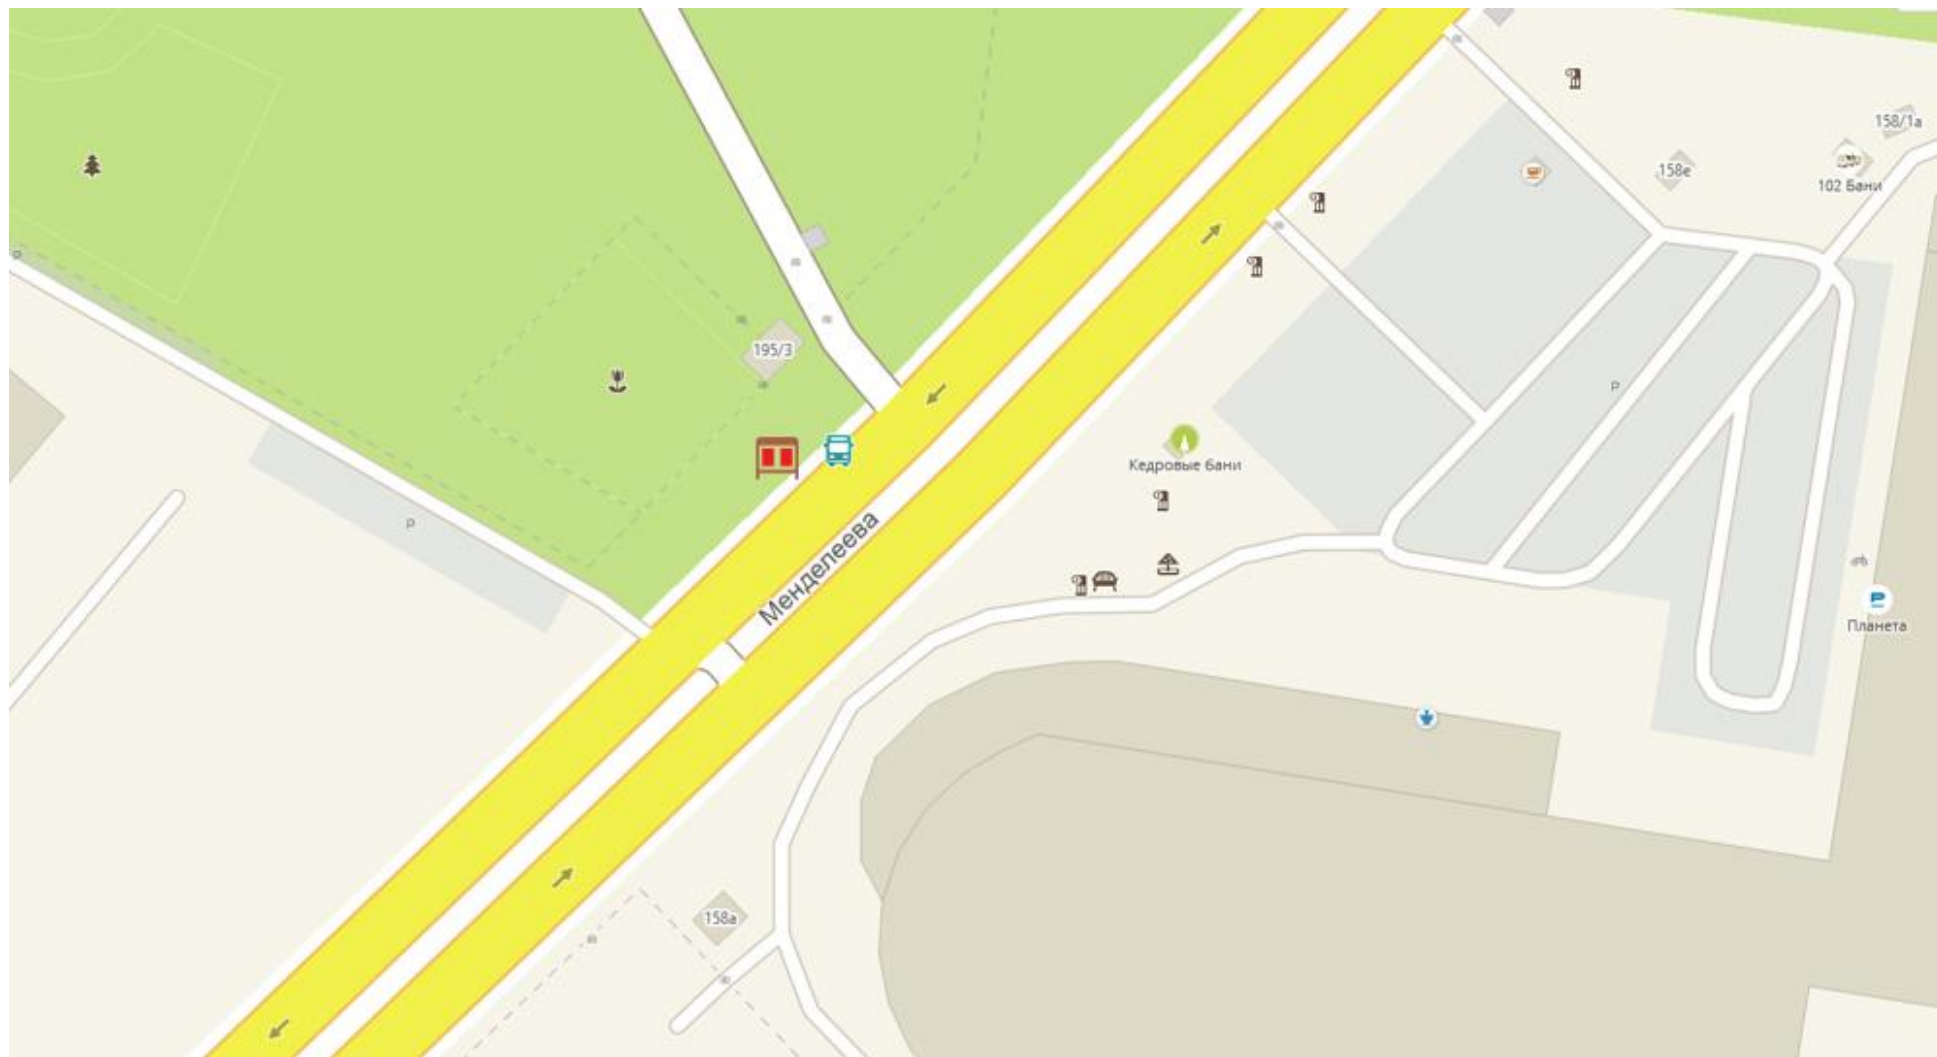 158/1а
158е
102 Бани
P
195/3
P
Кедровые бани
P
Менделеева
Планета
158а